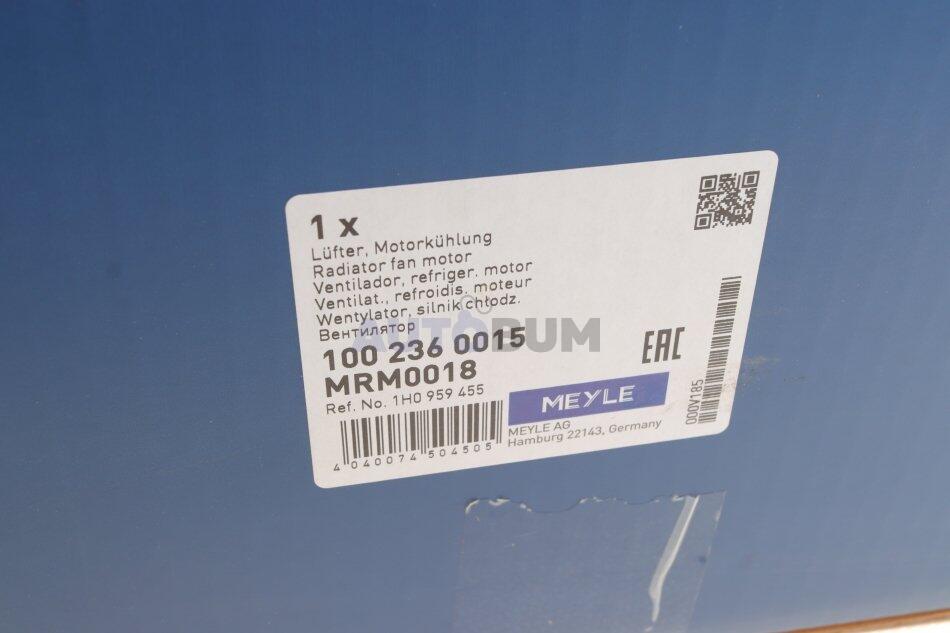 1 x
Lüfter, Motorkühlung
Radiator fan motor
Ventilador, refriger. motor
Ventilat., refroidis. moteur
Wentylator, silnik chłodz.
Вентилятор
AUTOBUM
100 236 0015
MRM0018
Ref. No. 1H0 959 455
EAC
MEYLE
MEYLE AG
Hamburg 22143, Germany
4 040074 504505
000V185